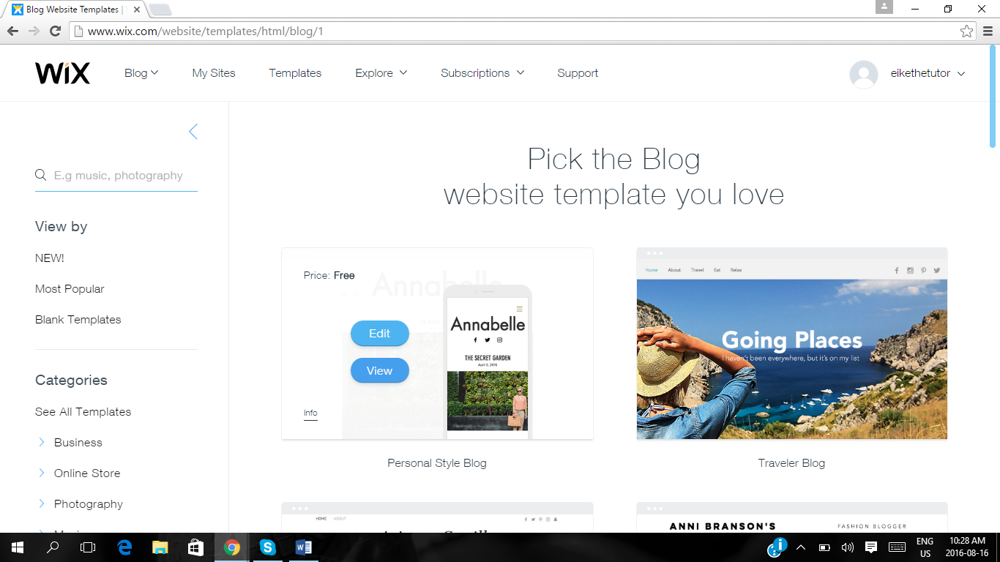 Blog Website Templates |
www.wix.com/website/templates/html/blog/1
WiX
Blog
My Sites
Templates
Explore
Subscriptions
Support
eikethetutor
E.g music, photography
View by
NEW!
Most Popular
Blank Templates
Categories
See All Templates
Business
Online Store
Photography
Pick the Blog
website template you love
Price: Free
Annabelle
Edit
View
Info
Annabelle
THE SECRET GARDEN
April 5, 2016
Personal Style Blog
Home About Travel Eat Relax
Going Places
I haven't been everywhere, but it's on my list
Traveler Blog
HOME ABOUT
ANNI BRANSON'S
FASHION BLOGGER
ENG
US
10:28 AM
2016-08-16